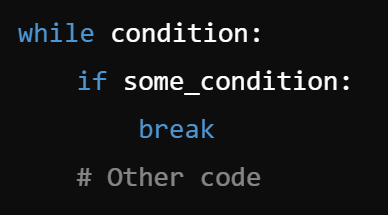 while condition:
    if some_condition:
        break
    # Other code